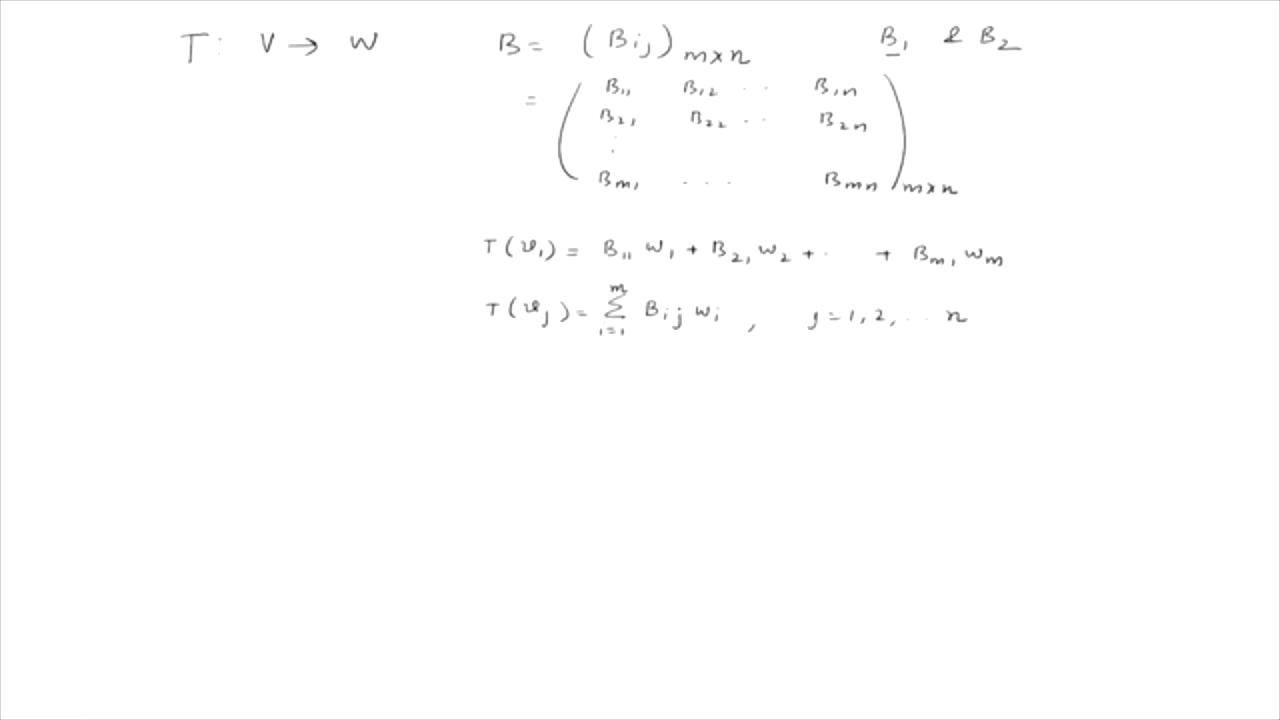 T: V → W B = (Bij)m×n B1 & B2
= ( B11 B12 .. B1n
B21 B22 .. B2n
:
Bm1 ... Bmn )m×n
T(v1) = B11 w1 + B21 w2 + .. + Bm1 wm
T(vj) = Σ_{i=1}^{m} Bij wi , j = 1, 2, .. n